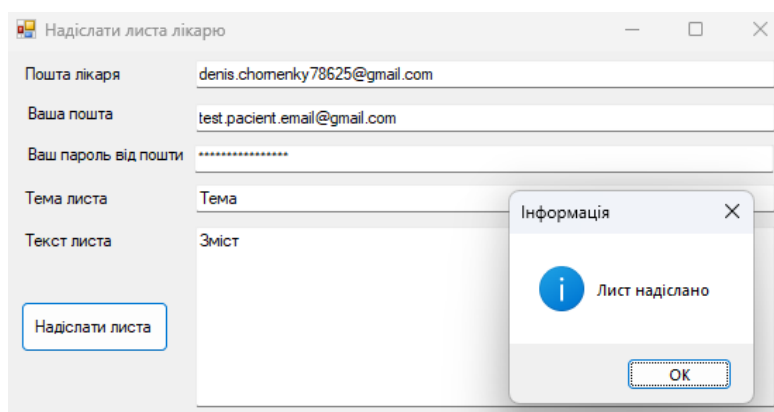 Надіслати листа лікарю
Пошта лікаря denis.chornenky78625@gmail.com
Ваша пошта test.pacient.email@gmail.com
Ваш пароль від пошти ****************
Тема листа Тема
Текст листа Зміст
Надіслати листа
Інформація
Лист надіслано
OK